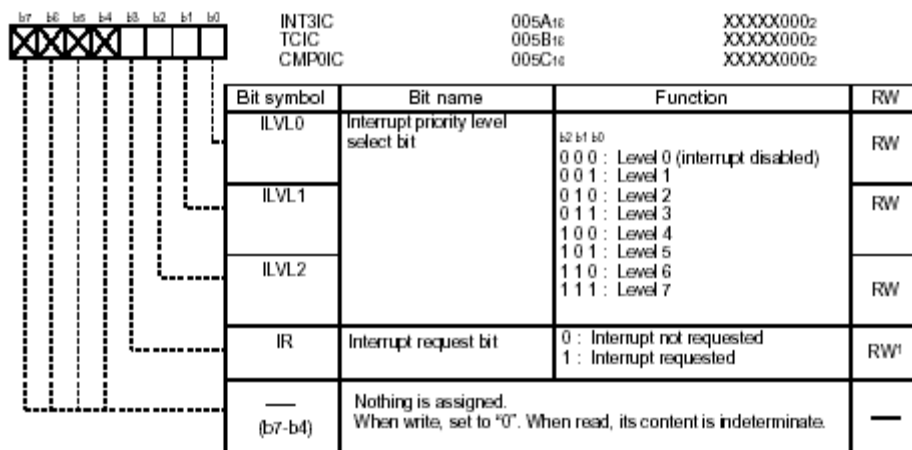 b7 b6 b5 b4 b3 b2 b1 b0
INT3IC 005A16 XXXXX0002
TCIC 005B16 XXXXX0002
CMP0IC 005C16 XXXXX0002
Bit symbol Bit name Function RW
ILVL0 Interrupt priority level select bit RW
b2 b1 b0
0 0 0 : Level 0 (interrupt disabled)
0 0 1 : Level 1
ILVL1 RW
0 1 0 : Level 2
0 1 1 : Level 3
1 0 0 : Level 4
1 0 1 : Level 5
ILVL2 RW
1 1 0 : Level 6
1 1 1 : Level 7
IR Interrupt request bit 0 : Interrupt not requested RW1
1 : Interrupt requested
— Nothing is assigned. —
(b7-b4) When write, set to “0”. When read, its content is indeterminate.